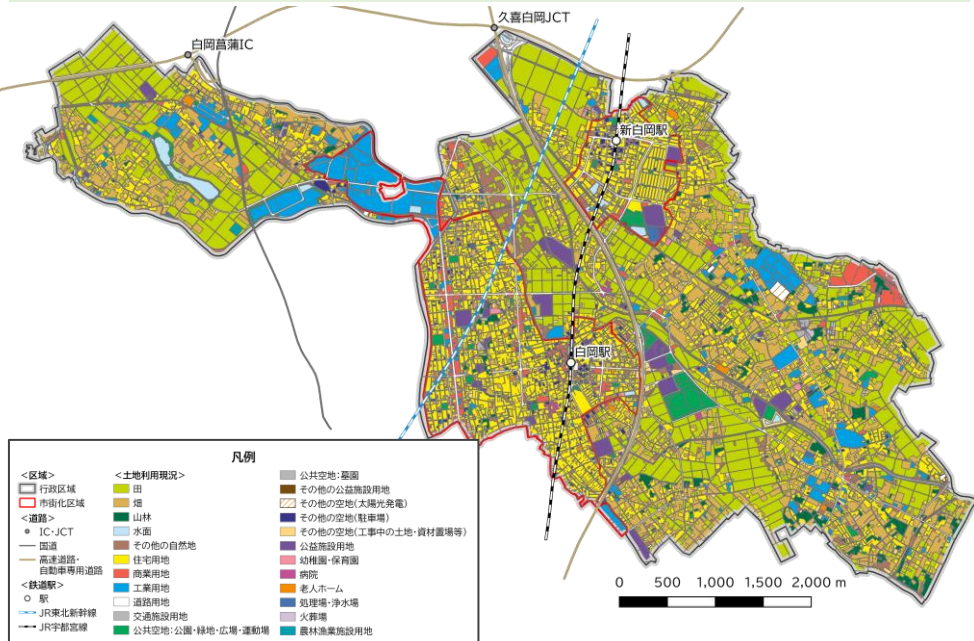 久喜白岡JCT
白岡菖蒲IC
新白岡駅
白岡駅
凡例
<区域>
行政区域
市街化区域
<道路>
IC・JCT
国道
高速道路・
自動車専用道路
<鉄道駅>
駅
JR東北新幹線
JR宇都宮線
<土地利用現況>
田
畑
山林
水面
その他の自然地
住宅用地
商業用地
工業用地
道路用地
交通施設用地
公共空地:公園・緑地・広場・運動場
公共空地:墓園
その他の公益施設用地
その他の空地(太陽光発電)
その他の空地(駐車場)
その他の空地(工事中の土地・資材置場等)
公益施設用地
幼稚園・保育園
病院
老人ホーム
処理場・浄水場
火葬場
農林漁業施設用地
0 500 1,000 1,500 2,000 m